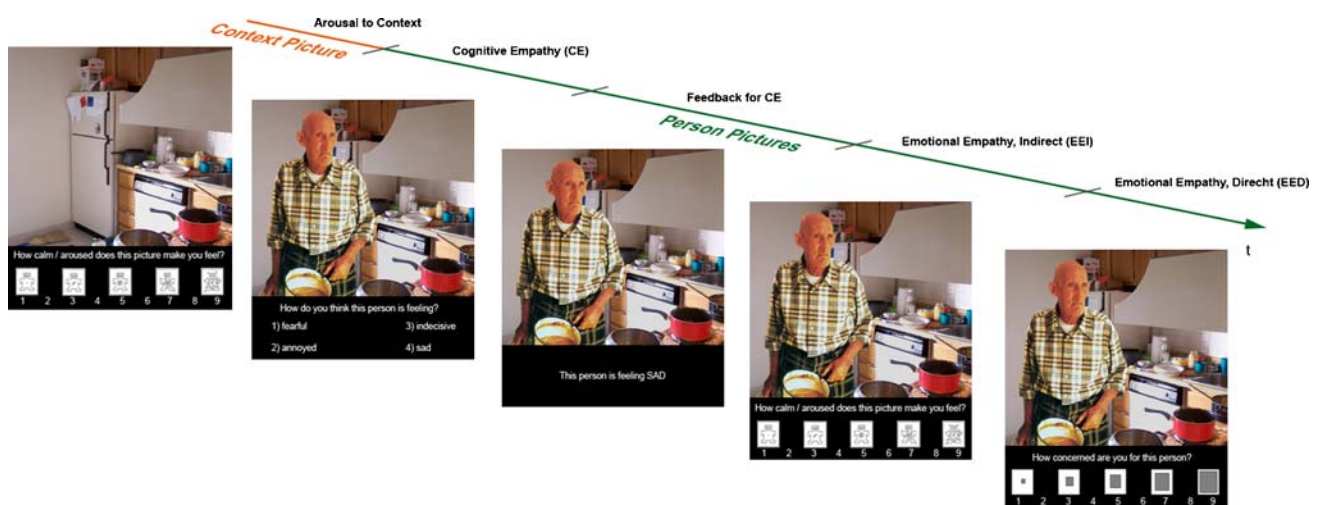 Arousal to Context
Context Picture
Cognitive Empathy (CE)
Feedback for CE
Person Pictures
Emotional Empathy, Indirect (EEI)
Emotional Empathy, Direcht (EED)
t
How calm / aroused does this picture make you feel?
1 2 3 4 5 6 7 8 9
How do you think this person is feeling?
1) fearful 3) indecisive
2) annoyed 4) sad
This person is feeling SAD
How calm / aroused does this picture make you feel?
1 2 3 4 5 6 7 8 9
How concerned are you for this person?
1 2 3 4 5 6 7 8 9